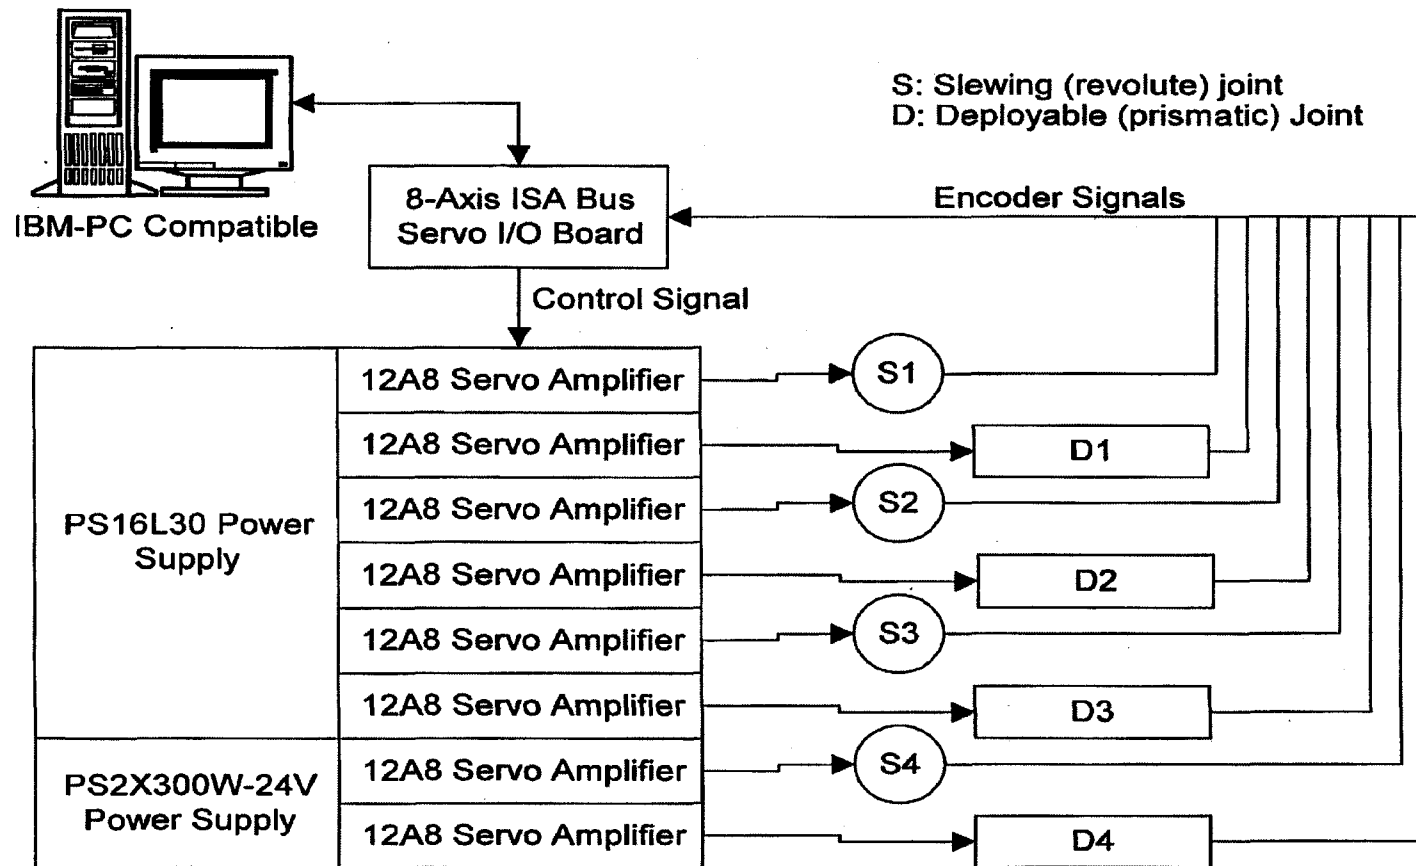 S: Slewing (revolute) joint
D: Deployable (prismatic) Joint
IBM-PC Compatible
8-Axis ISA Bus
Servo I/O Board
Encoder Signals
Control Signal
PS16L30 Power
Supply
12A8 Servo Amplifier
S1
12A8 Servo Amplifier
D1
12A8 Servo Amplifier
S2
12A8 Servo Amplifier
D2
12A8 Servo Amplifier
S3
12A8 Servo Amplifier
D3
PS2X300W-24V
Power Supply
12A8 Servo Amplifier
S4
12A8 Servo Amplifier
D4